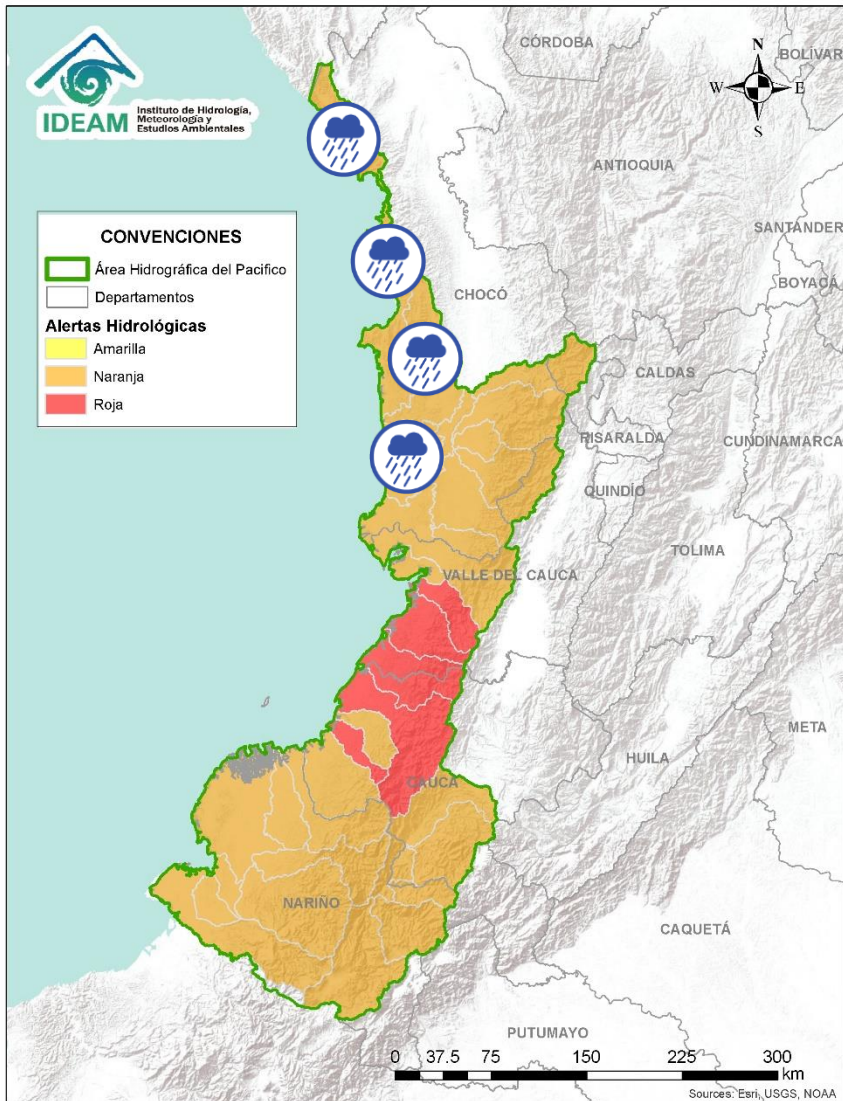 IDEAM
Instituto de Hidrología,
Meteorología y
Estudios Ambientales
CÓRDOBA
BOLÍVAR
N
W
E
S
ANTIOQUIA
SANTANDER
BOYACÁ
CHOCÓ
CALDAS
RISARALDA
CUNDINAMARCA
QUINDÍO
TOLIMA
VALLE DEL CAUCA
META
HUILA
CAUCA
NARIÑO
CAQUETÁ
PUTUMAYO
CONVENCIONES
Área Hidrográfica del Pacifico
Departamentos
Alertas Hidrológicas
Amarilla
Naranja
Roja
0 37.5 75 150 225 300
km
Sources: Esri, USGS, NOAA